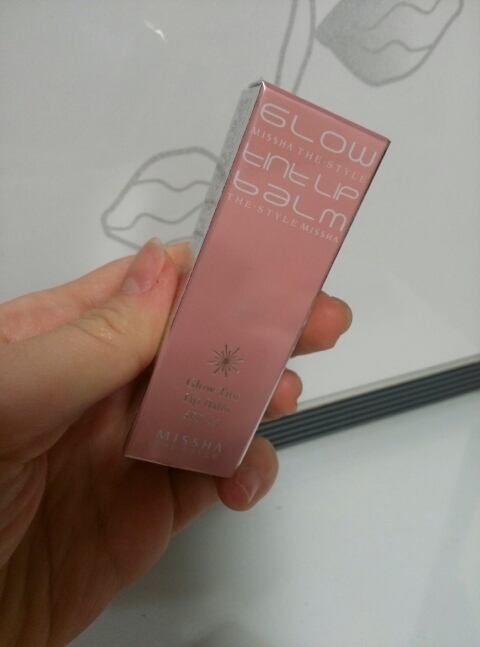 GLOW
MISSHA THE·STYLE
tint LIP
balm
THE·STYLE MISSHA
Glow Tint
Lip Balm
MISSHA